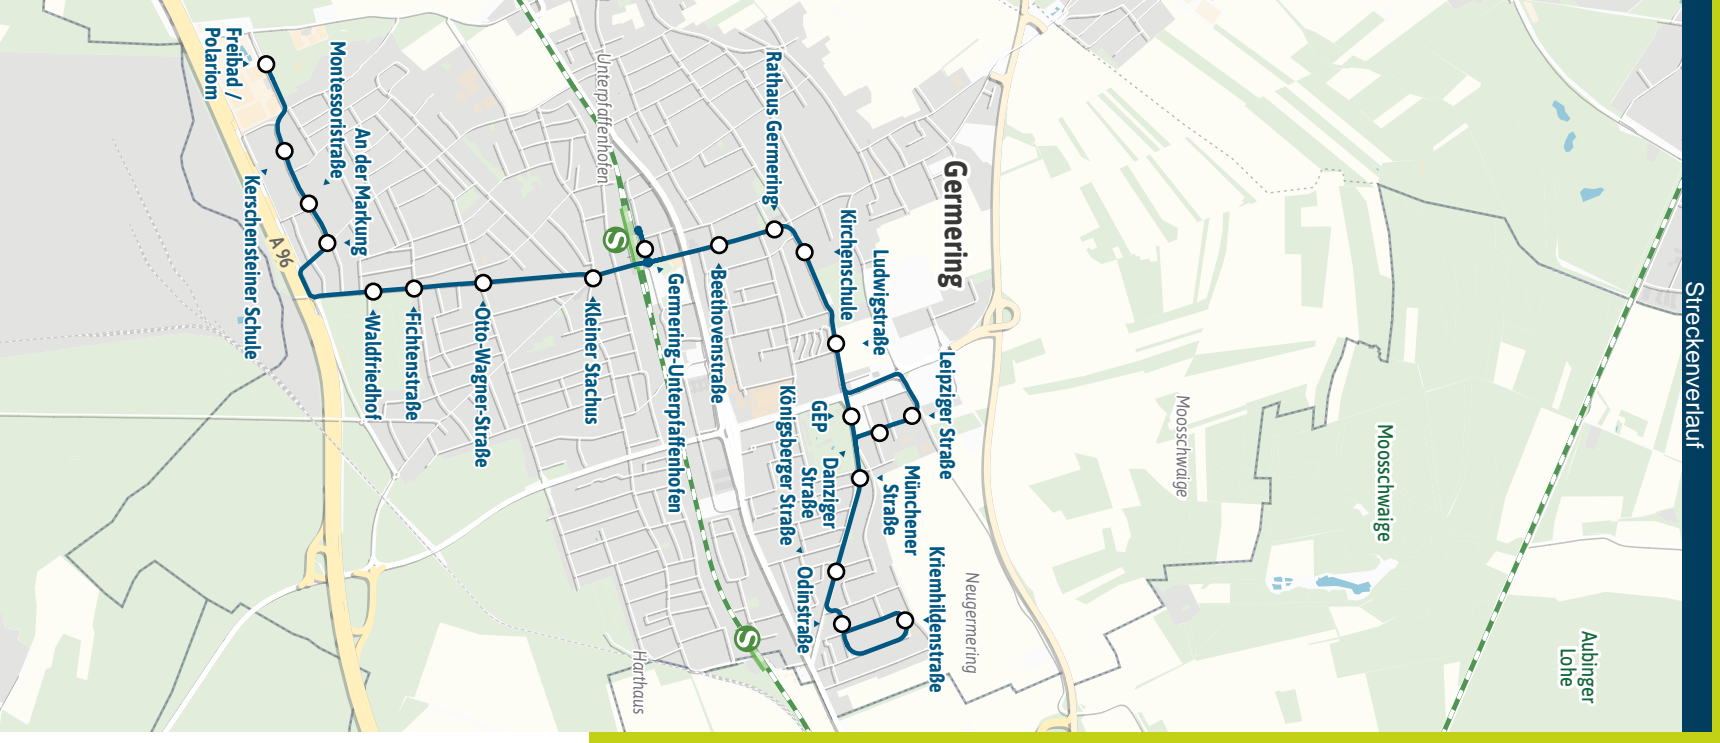 Streckenverlauf
Freibad /
Polariom
Montessoristraße
An der Markung
Kerschensteiner Schule
A 96
Waldfriedhof
Fichtenstraße
Otto-Wagner-Straße
Kleiner Stachus
Unterpfaffenhofen
S
Germering-Unterpfaffenhofen
Beethovenstraße
Rathaus Germering
Kirchenschule
Ludwigstraße
Germering
Leipziger Straße
GEP
Königsberger Straße
Danziger
Straße
Münchener
Straße
Odinstraße
Kriemhildenstraße
Neugermering
S
Harthaus
Moosschwaige
Moosschwaige
Aubinger
Lohe